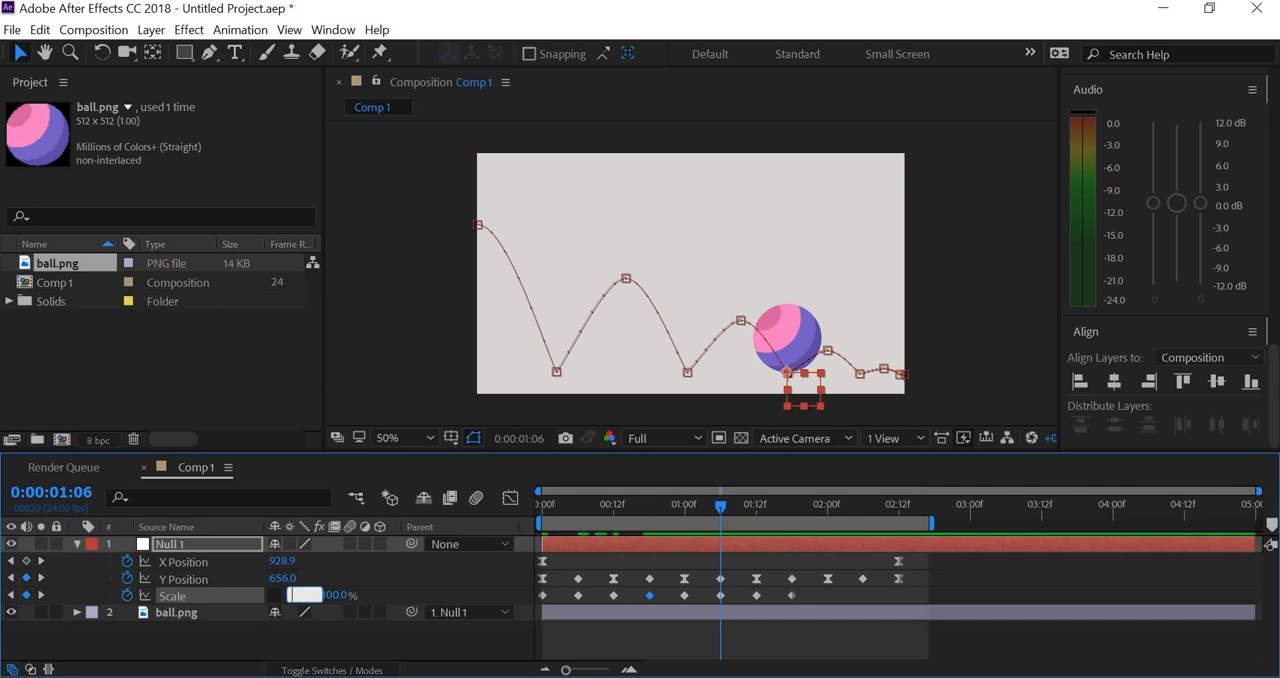 Adobe After Effects CC 2018 - Untitled Project.aep *
File Edit Composition Layer Effect Animation View Window Help
Snapping Default Standard Small Screen Search Help
Project
ball.png , used 1 time
512 x 512 (1.00)
Millions of Colors+ (Straight)
non-interlaced
Name Type Size Frame R...
ball.png PNG file 14 KB
Comp 1 Composition 24
Solids Folder
8 bpc
Composition Comp 1
Comp 1
50% 0:00:01:06 Full Active Camera 1 View +0
Audio
0.0 12.0 dB
-3.0 9.0
-6.0 6.0
-9.0 3.0
-12.0 0.0 dB
-15.0 -3.0
-18.0 -6.0
-21.0 -9.0
-24.0 0 0 -12.0 dB
Align
Align Layers to: Composition
Distribute Layers:
Render Queue Comp 1
0:00:01:06
00030 (24.00 fps)
:00f 00:12f 01:00f 01:12f 02:00f 02:12f 03:00f 03:12f 04:00f 04:12f 05:00
# Source Name Parent
1 Null 1 None
X Position 928.9
Y Position 656.0
Scale 100.0%
2 ball.png 1. Null 1
Toggle Switches / Modes